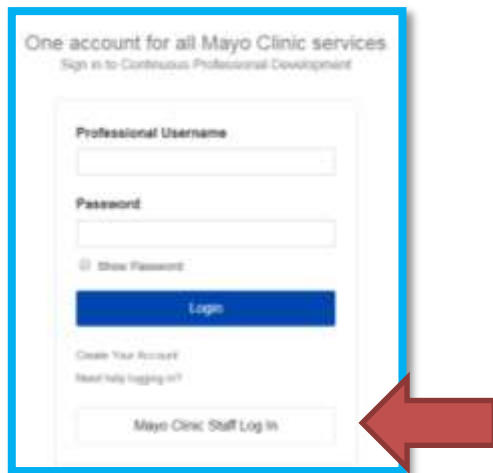 One account for all Mayo Clinic services
Sign in to Continuous Professional Development
Professional Username
Password
Show Password
Login
Create Your Account
Need help logging in?
Mayo Clinic Staff Log In